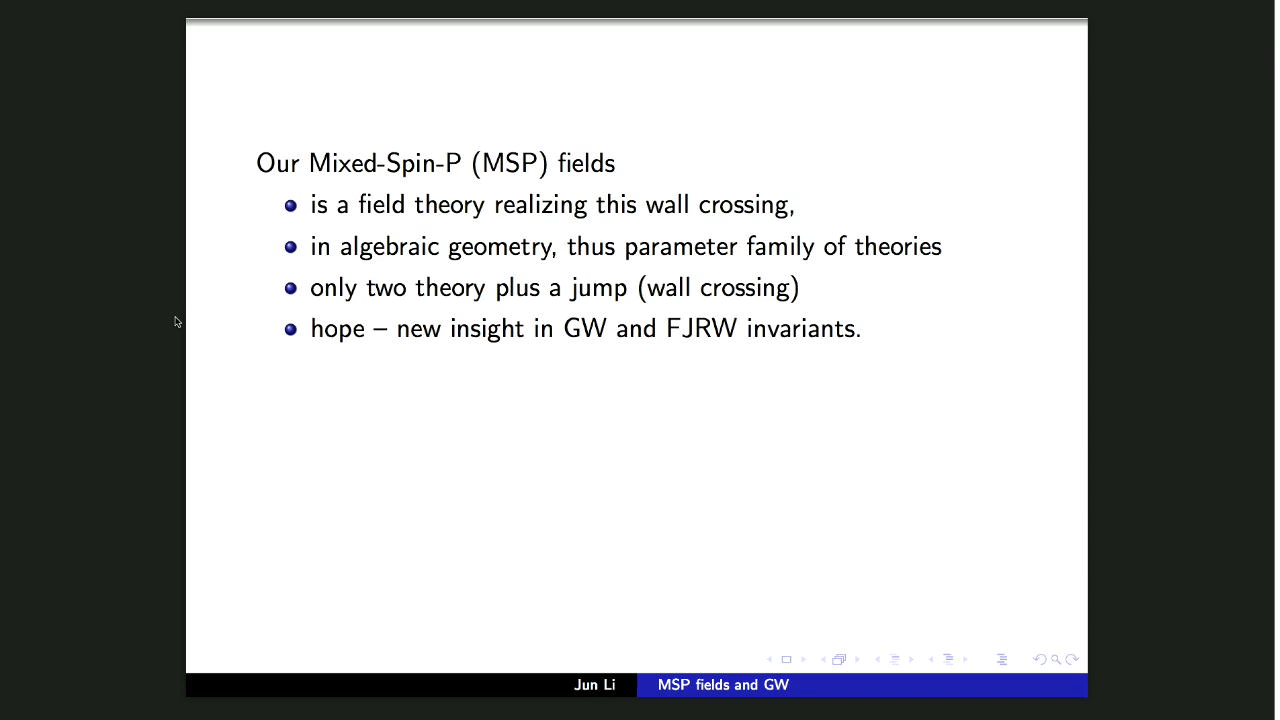 Our Mixed-Spin-P (MSP) fields
is a field theory realizing this wall crossing,
in algebraic geometry, thus parameter family of theories
only two theory plus a jump (wall crossing)
hope – new insight in GW and FJRW invariants.
Jun Li
MSP fields and GW